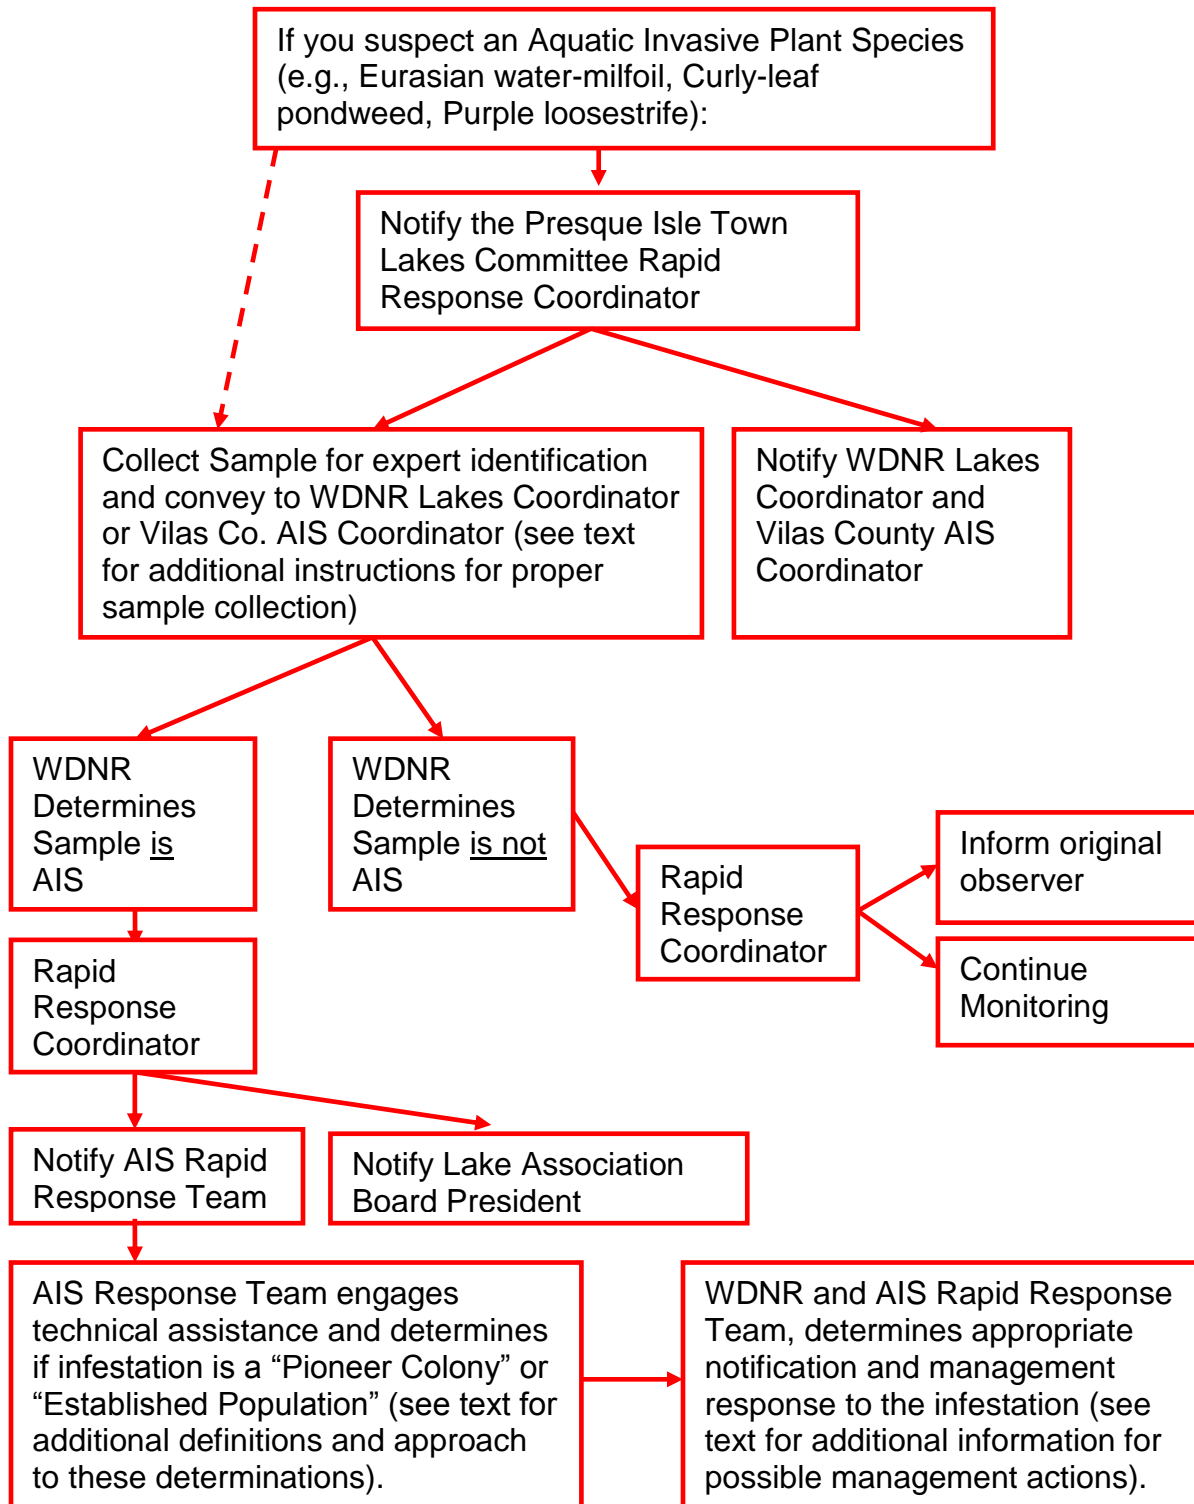 If you suspect an Aquatic Invasive Plant Species
(e.g., Eurasian water-milfoil, Curly-leaf
pondweed, Purple loosestrife):
Notify the Presque Isle Town
Lakes Committee Rapid
Response Coordinator
Collect Sample for expert identification
and convey to WDNR Lakes Coordinator
or Vilas Co. AIS Coordinator (see text
for additional instructions for proper
sample collection)
Notify WDNR Lakes
Coordinator and
Vilas County AIS
Coordinator
WDNR
Determines
Sample is
AIS
WDNR
Determines
Sample is not
AIS
Rapid
Response
Coordinator
Inform original
observer
Continue
Monitoring
Rapid
Response
Coordinator
Notify AIS Rapid
Response Team
Notify Lake Association
Board President
AIS Response Team engages
technical assistance and determines
if infestation is a “Pioneer Colony” or
“Established Population” (see text for
additional definitions and approach
to these determinations).
WDNR and AIS Rapid Response
Team, determines appropriate
notification and management
response to the infestation (see
text for additional information for
possible management actions).